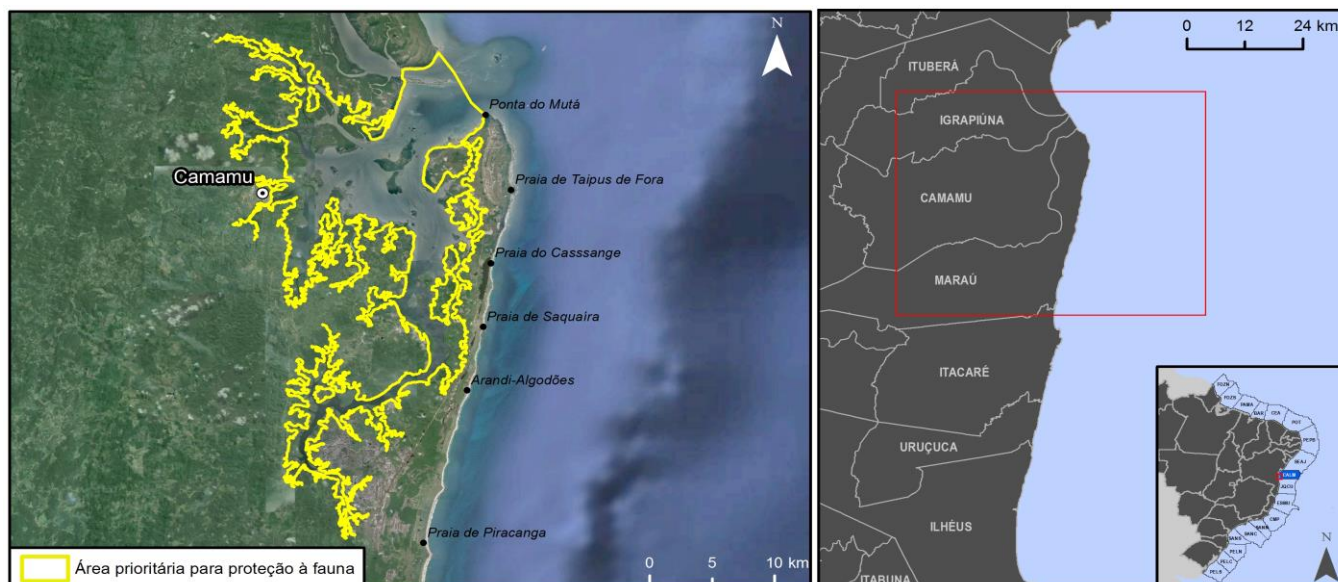 N
Ponta do Mutá
Camamu
Praia de Taipus de Fora
Praia do Casssange
Praia de Saquaíra
Arandi-Algodões
Praia de Piracanga
0 5 10 km
Área prioritária para proteção à fauna
0 12 24 km
ITUBERÁ
IGRAPIÚNA
CAMAMU
MARAÚ
ITACARÉ
URUÇUCA
ILHÉUS
ITABUNA
N